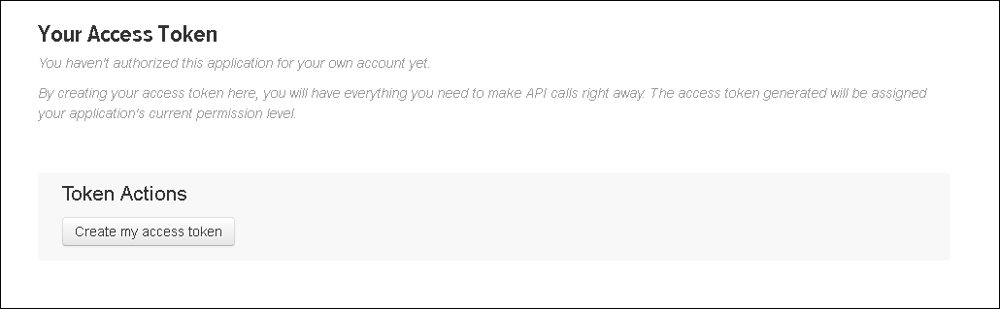 Your Access Token
You haven't authorized this application for your own account yet.
By creating your access token here, you will have everything you need to make API calls right away. The access token generated will be assigned
your application's current permission level.
Token Actions
Create my access token